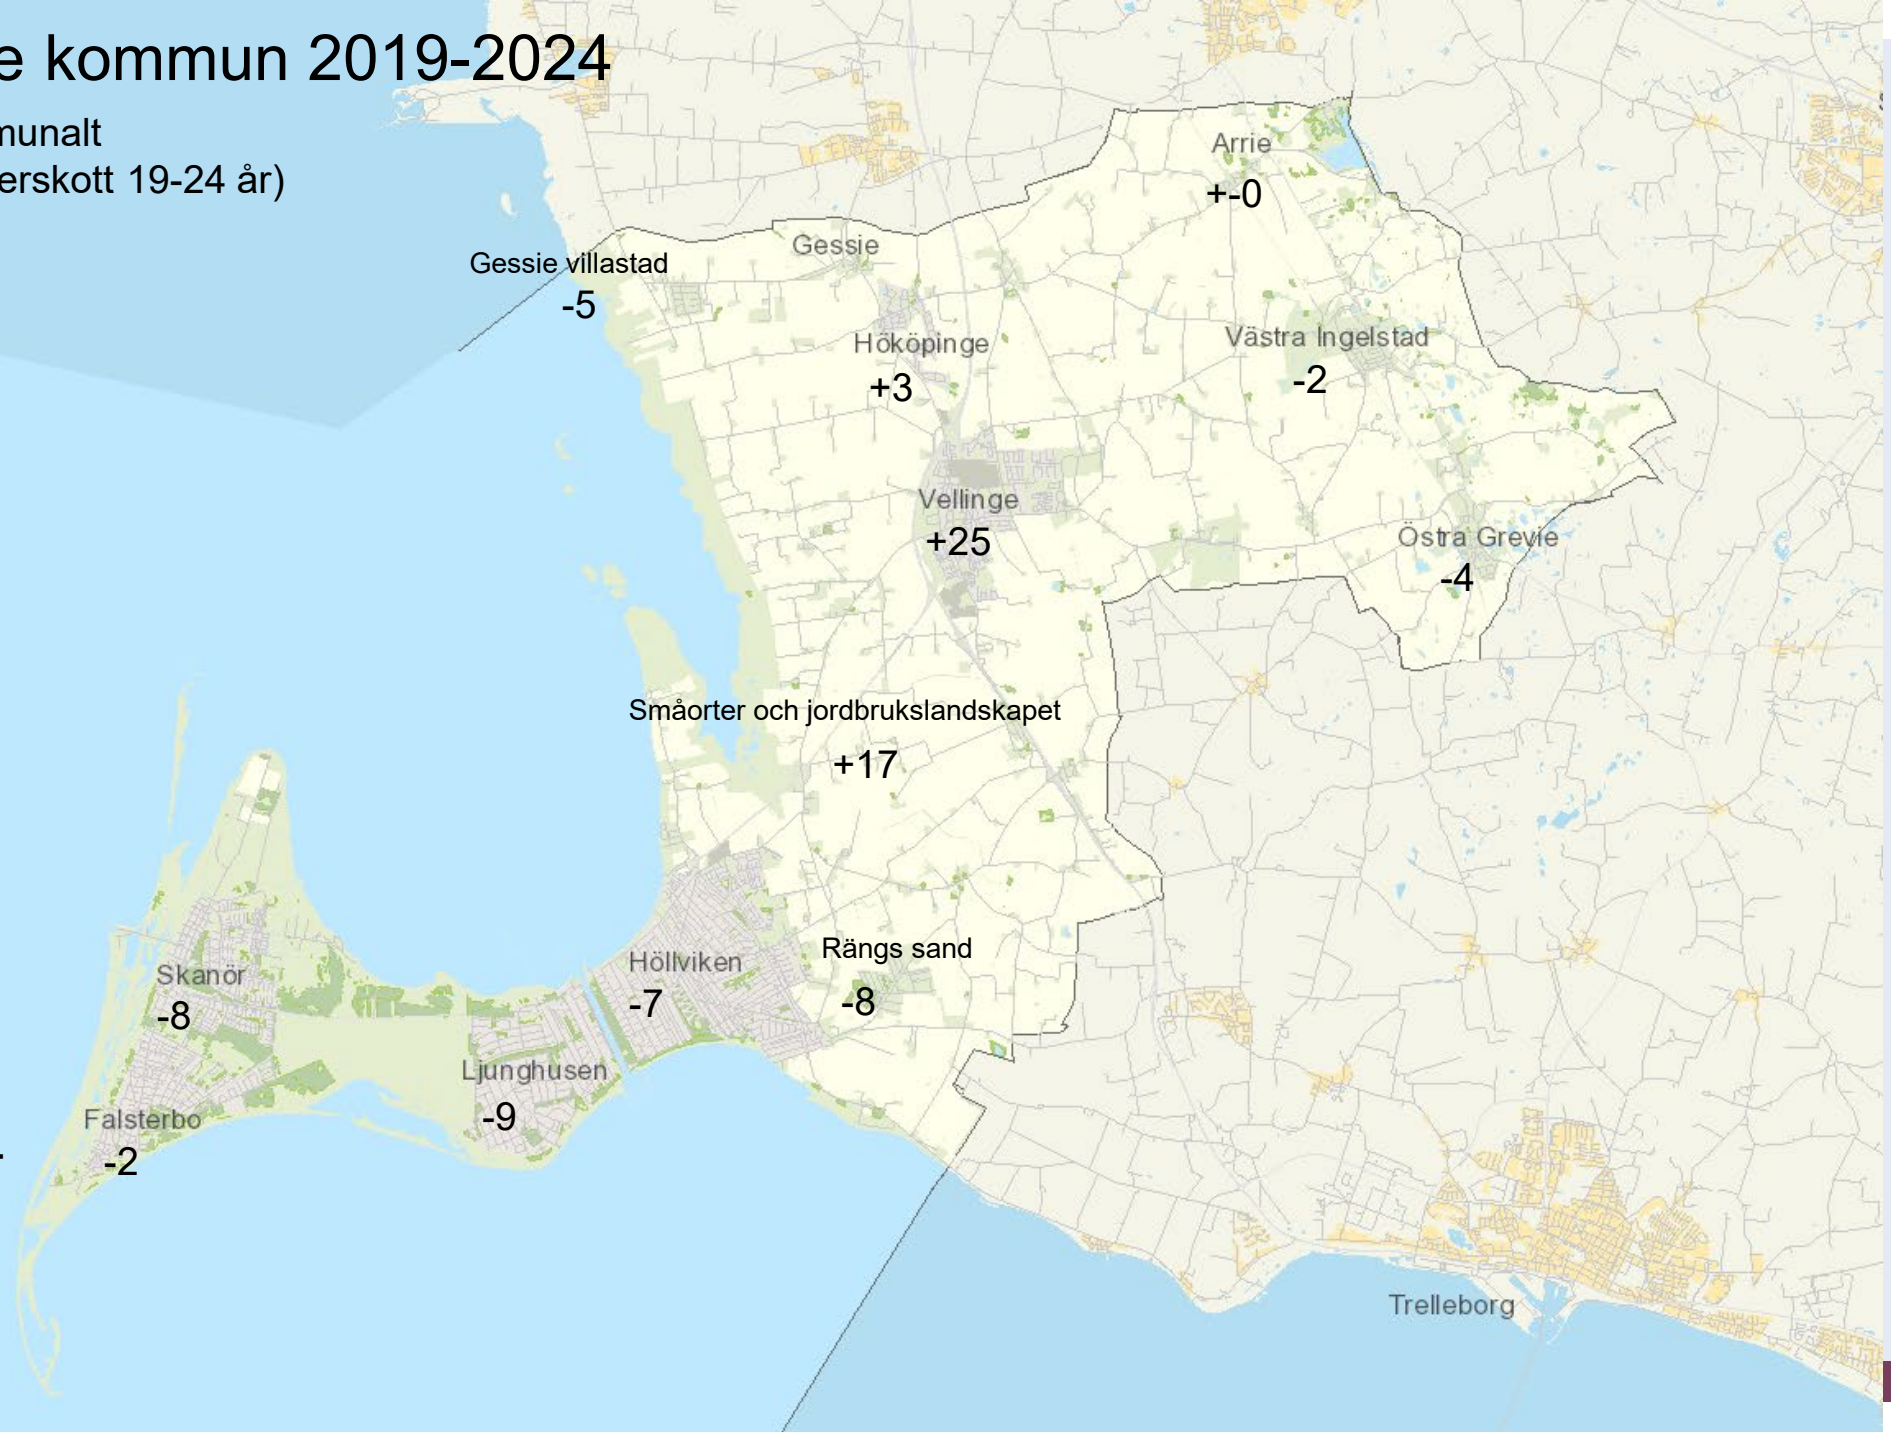 e kommun 2019-2024
munalt
erskott 19-24 år)
Arrie
+-0
Gessie
Gessie villastad
-5
Hököpinge
+3
Västra Ingelstad
-2
Vellinge
+25
Östra Grevie
-4
Småorter och jordbrukslandskapet
+17
Rängs sand
-8
Höllviken
-7
Skanör
-8
Ljunghusen
-9
Falsterbo
-2
Trelleborg